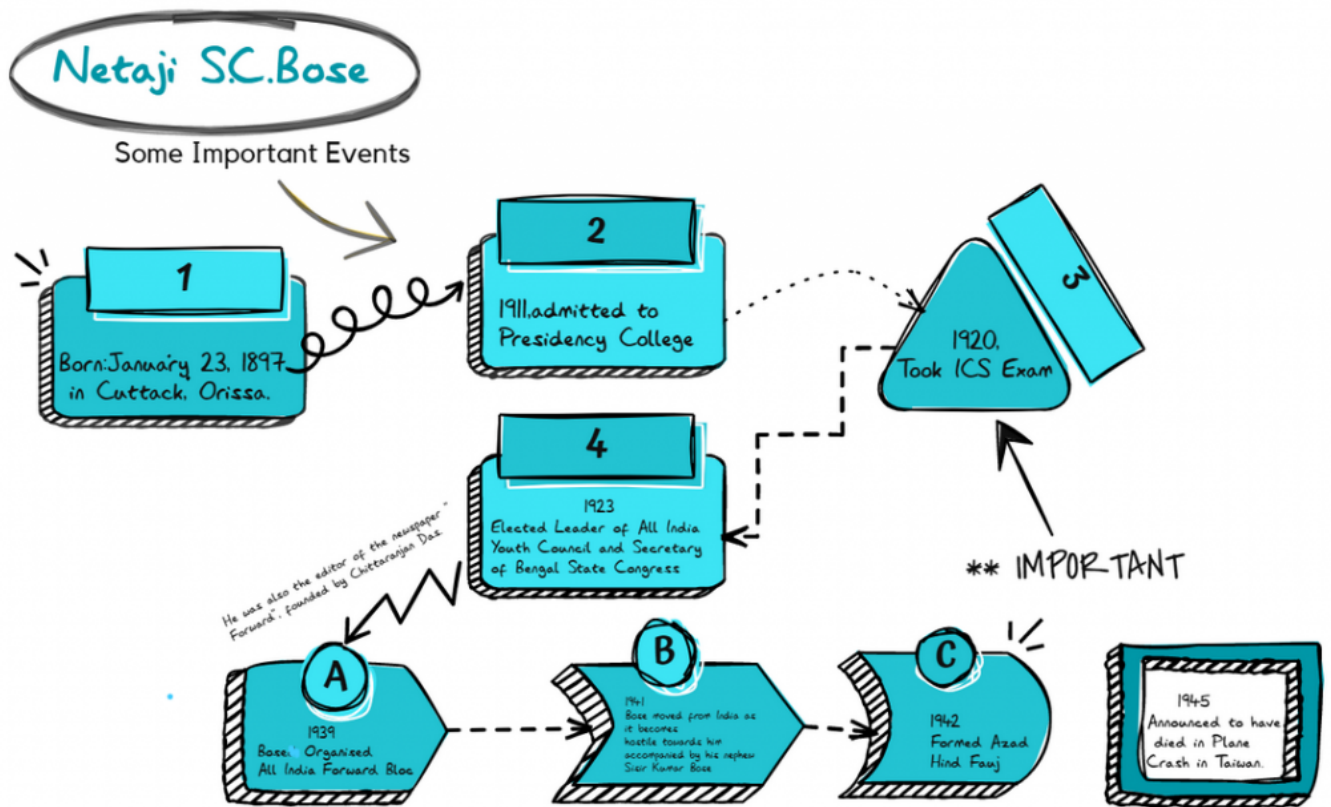 Netaji S.C.Bose
Some Important Events
1
Born:January 23, 1897
in Cuttack, Orissa.
2
1911,admitted to
Presidency College
3
1920,
Took ICS Exam
** IMPORTANT
4
1923
Elected Leader of All India
Youth Council and Secretary
of Bengal State Congress
He was also the editor of the newspaper "
Forward", founded by Chittaranjan Das.
A
1939
Bose Organised
All India Forward Bloc
B
1941
Bose moved from India as
it becomes
hostile towards him
accompanied by his nephew
Sisir Kumar Bose
C
1942
Formed Azad
Hind Fauj
1945
Announced to have
died in Plane
Crash in Taiwan.